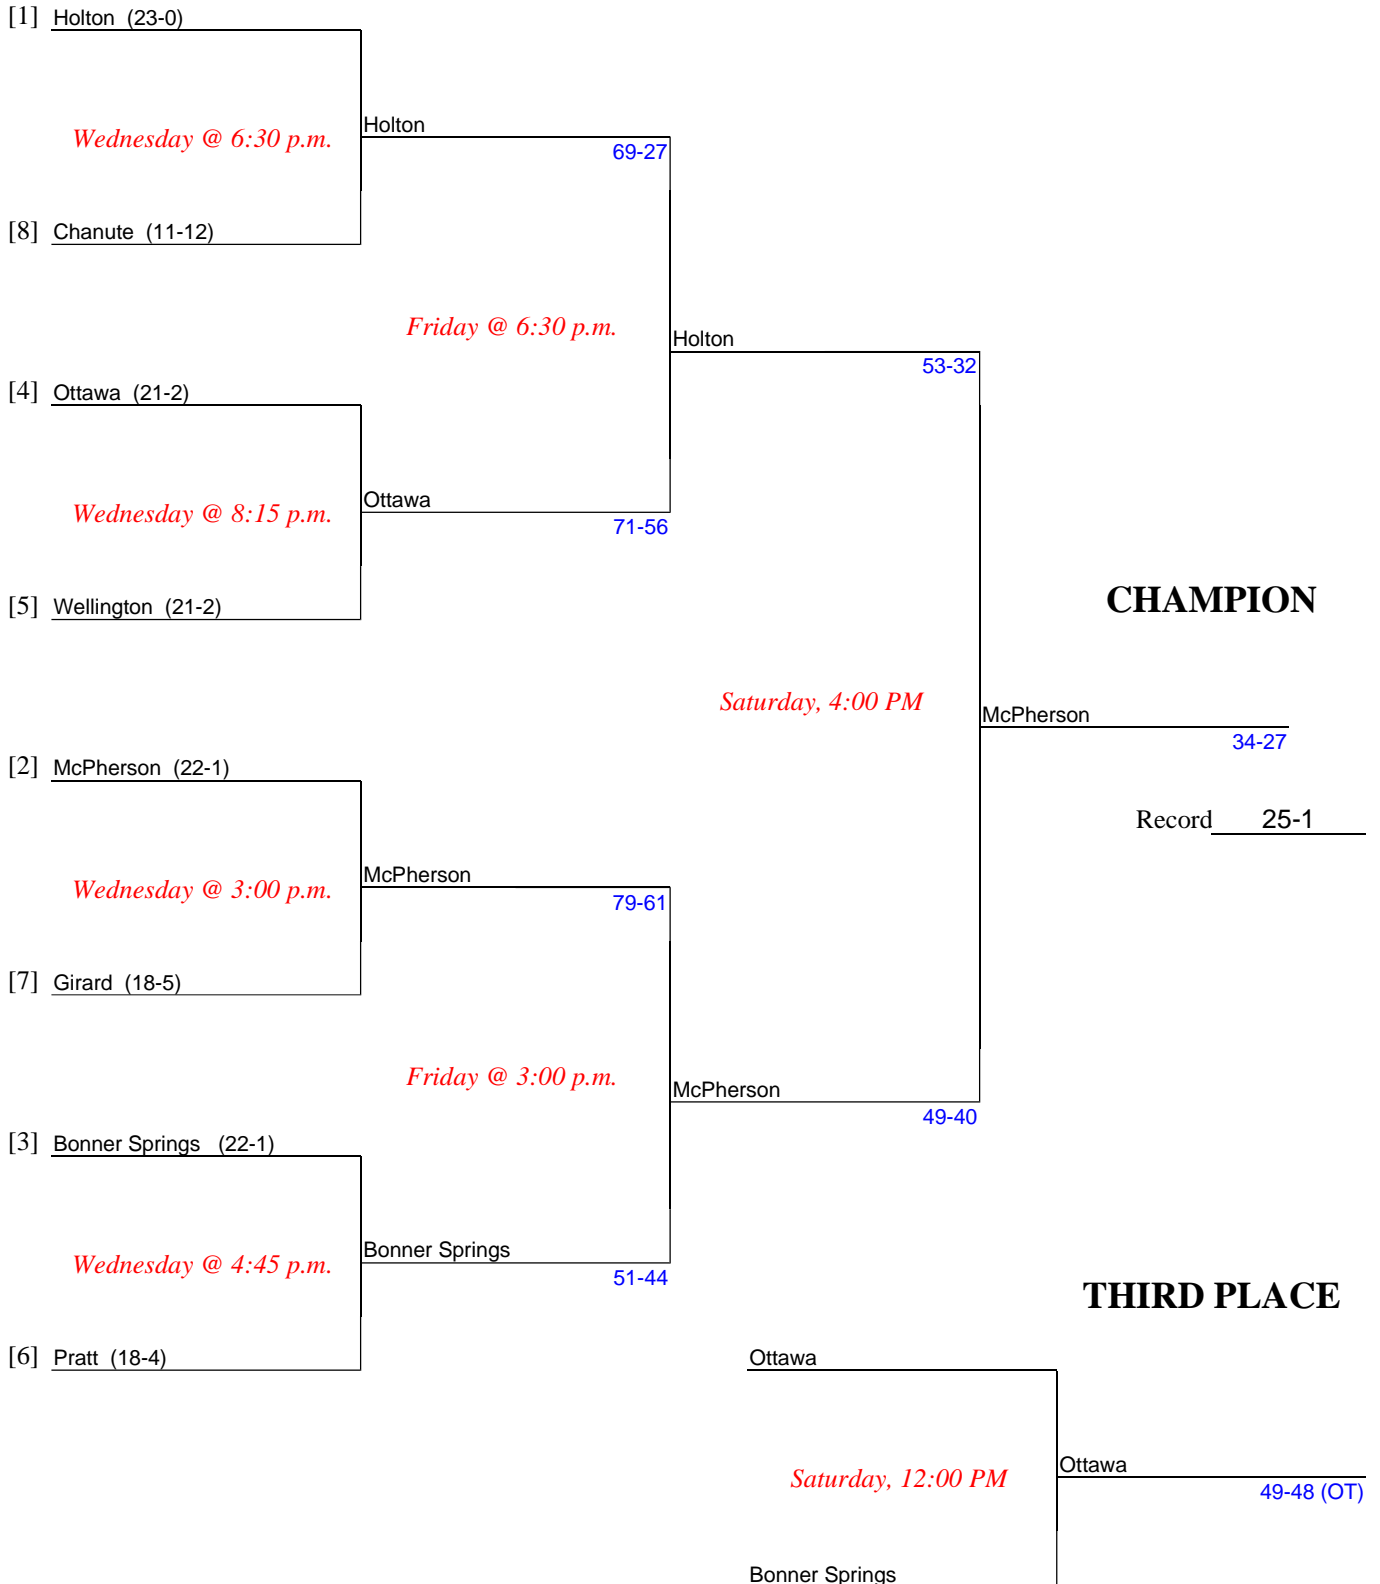 [1] Holton (23-0)
Holton
Wednesday @ 6:30 p.m.
69-27
[8] Chanute (11-12)
Friday @ 6:30 p.m.
Holton
53-32
[4] Ottawa (21-2)
Ottawa
Wednesday @ 8:15 p.m.
71-56
[5] Wellington (21-2)
CHAMPION
Saturday, 4:00 PM
McPherson
34-27
[2] McPherson (22-1)
Record 25-1
McPherson
Wednesday @ 3:00 p.m.
79-61
[7] Girard (18-5)
Friday @ 3:00 p.m.
McPherson
49-40
[3] Bonner Springs (22-1)
Bonner Springs
Wednesday @ 4:45 p.m.
51-44
THIRD PLACE
[6] Pratt (18-4)
Ottawa
Ottawa
Saturday, 12:00 PM
49-48 (OT)
Bonner Springs